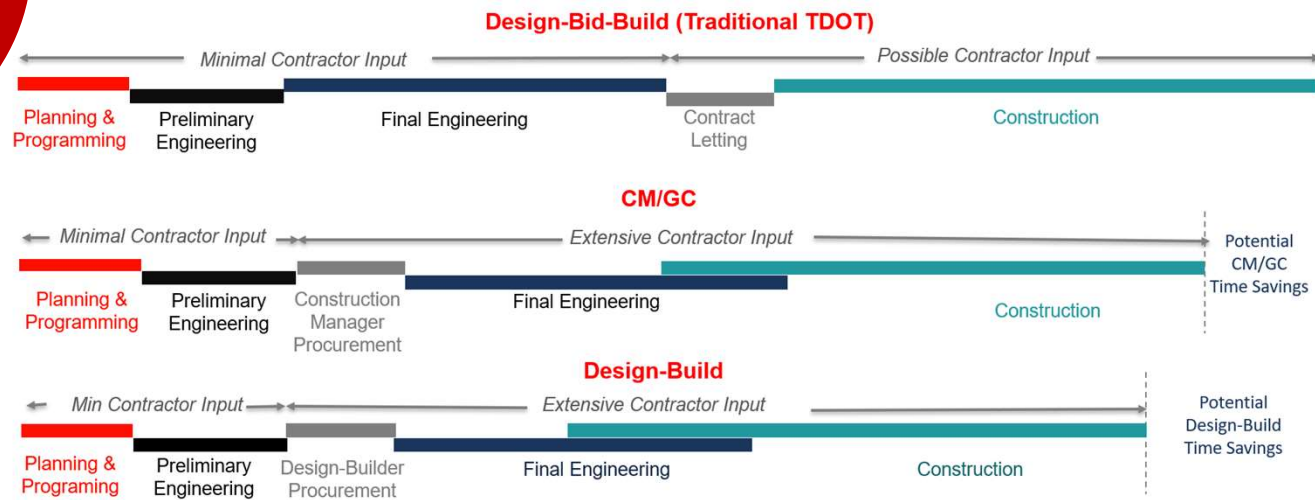 Design-Bid-Build (Traditional TDOT)
Minimal Contractor Input
Possible Contractor Input
Planning &
Programming
Preliminary
Engineering
Final Engineering
Contract
Letting
Construction
CM/GC
Minimal Contractor Input
Extensive Contractor Input
Potential
CM/GC
Time Savings
Planning &
Programming
Preliminary
Engineering
Construction
Manager
Procurement
Final Engineering
Construction
Design-Build
Min Contractor Input
Extensive Contractor Input
Potential
Design-Build
Time Savings
Planning &
Programing
Preliminary
Engineering
Design-Builder
Procurement
Final Engineering
Construction